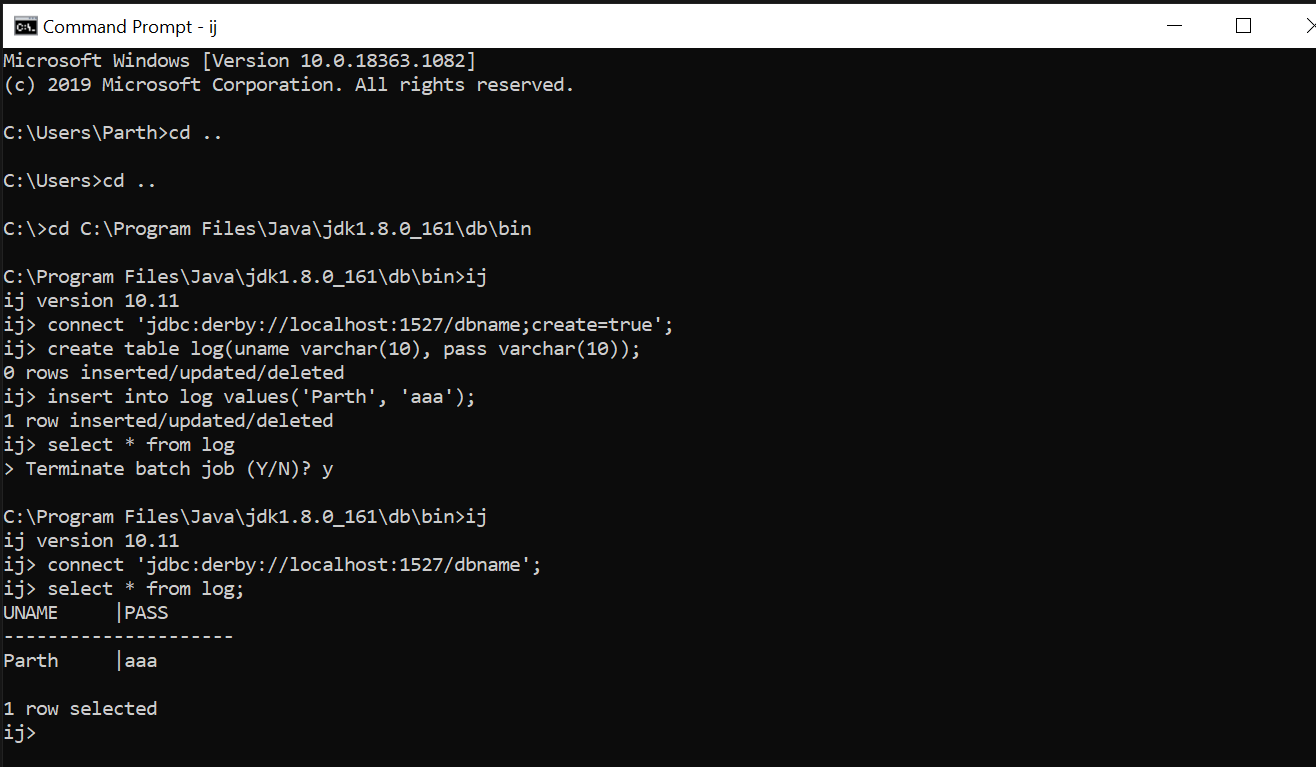 Command Prompt - ij
Microsoft Windows [Version 10.0.18363.1082]
(c) 2019 Microsoft Corporation. All rights reserved.
C:\Users\Parth>cd ..
C:\Users>cd ..
C:\>cd C:\Program Files\Java\jdk1.8.0_161\db\bin
C:\Program Files\Java\jdk1.8.0_161\db\bin>ij
ij version 10.11
ij> connect 'jdbc:derby://localhost:1527/dbname;create=true';
ij> create table log(uname varchar(10), pass varchar(10));
0 rows inserted/updated/deleted
ij> insert into log values('Parth', 'aaa');
1 row inserted/updated/deleted
ij> select * from log
> Terminate batch job (Y/N)? y
C:\Program Files\Java\jdk1.8.0_161\db\bin>ij
ij version 10.11
ij> connect 'jdbc:derby://localhost:1527/dbname';
ij> select * from log;
UNAME     |PASS
---------------------
Parth     |aaa
1 row selected
ij>